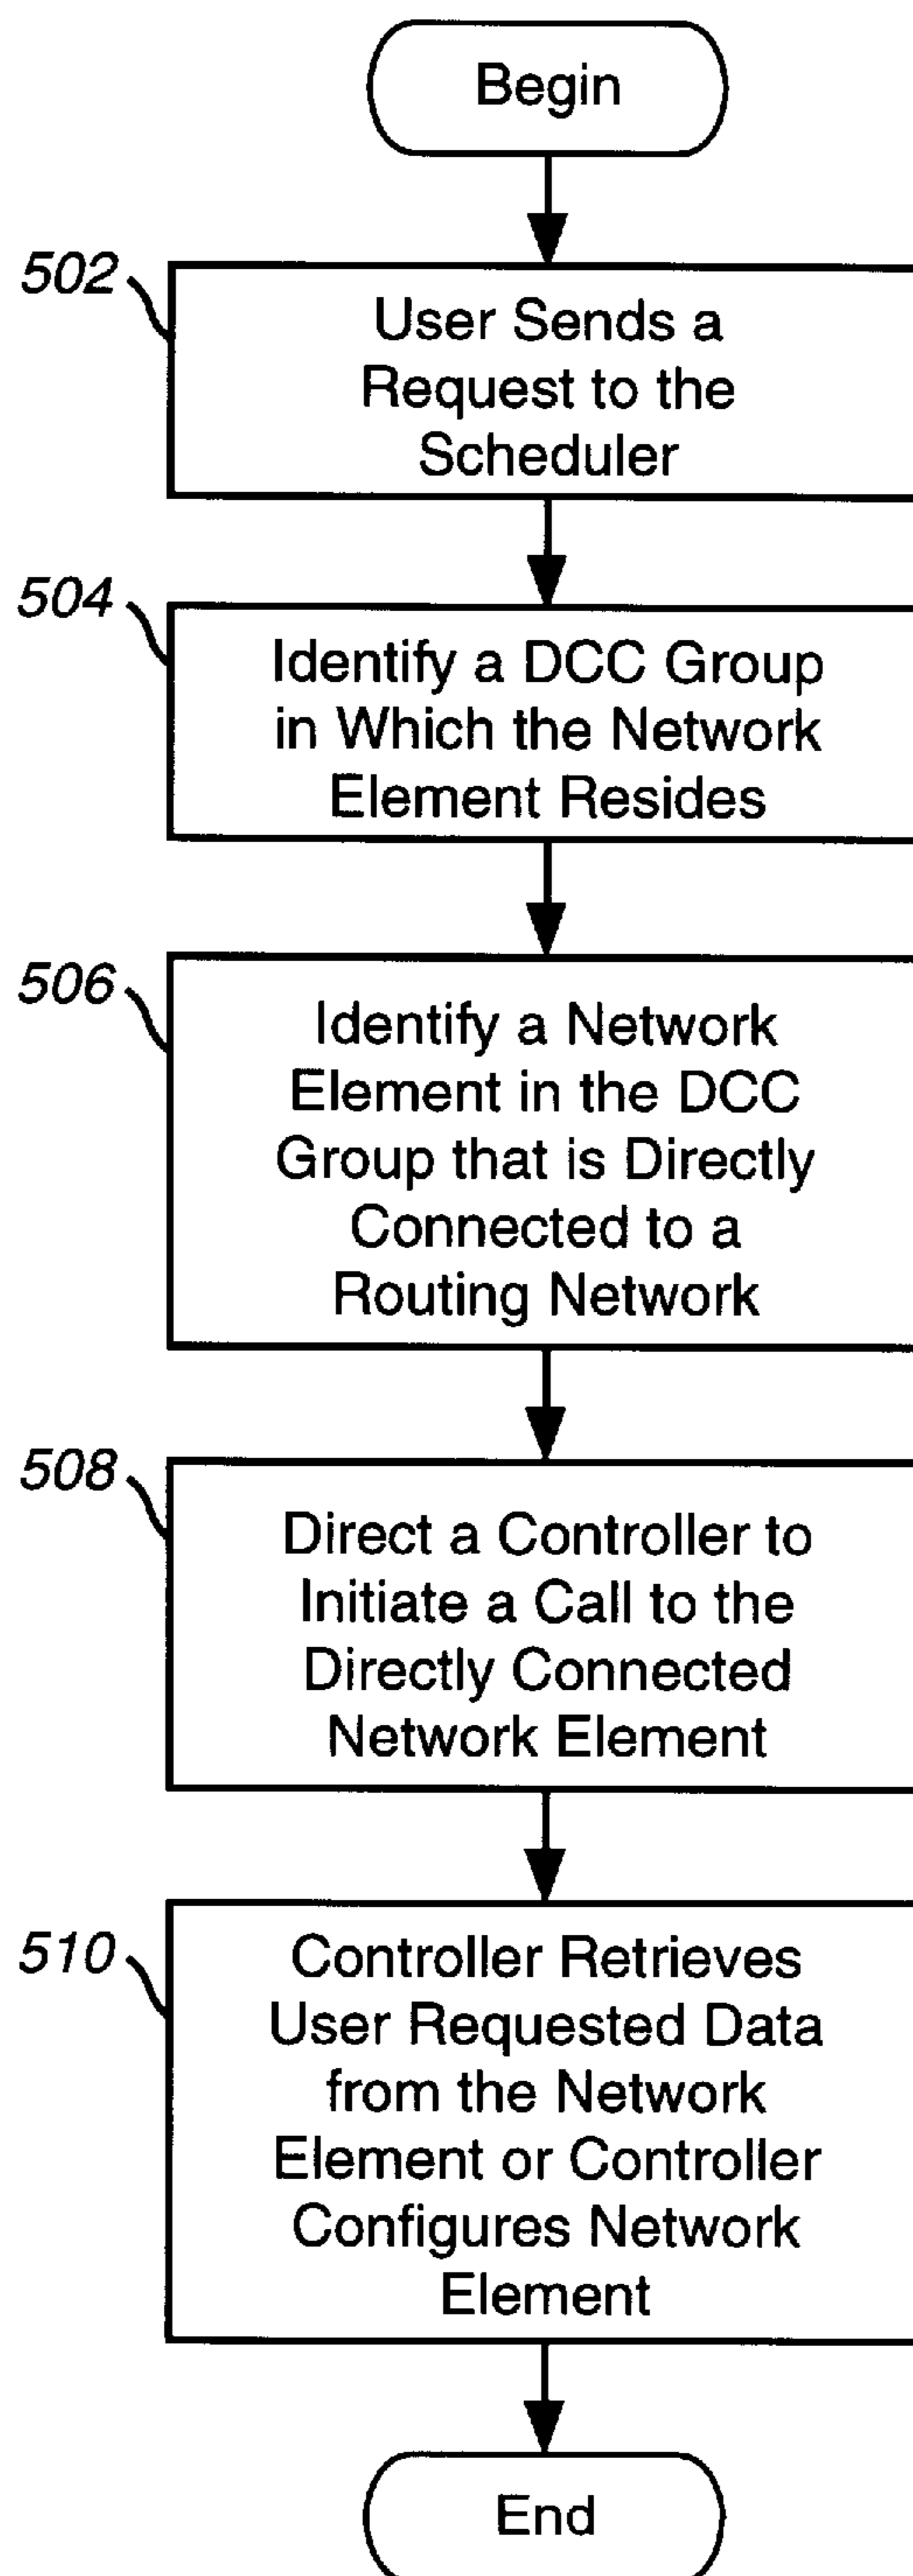 Begin
502
User Sends a
Request to the
Scheduler
504
Identify a DCC Group
in Which the Network
Element Resides
506
Identify a Network
Element in the DCC
Group that is Directly
Connected to a
Routing Network
508
Direct a Controller to
Initiate a Call to the
Directly Connected
Network Element
510
Controller Retrieves
User Requested Data
from the Network
Element or Controller
Configures Network
Element
End